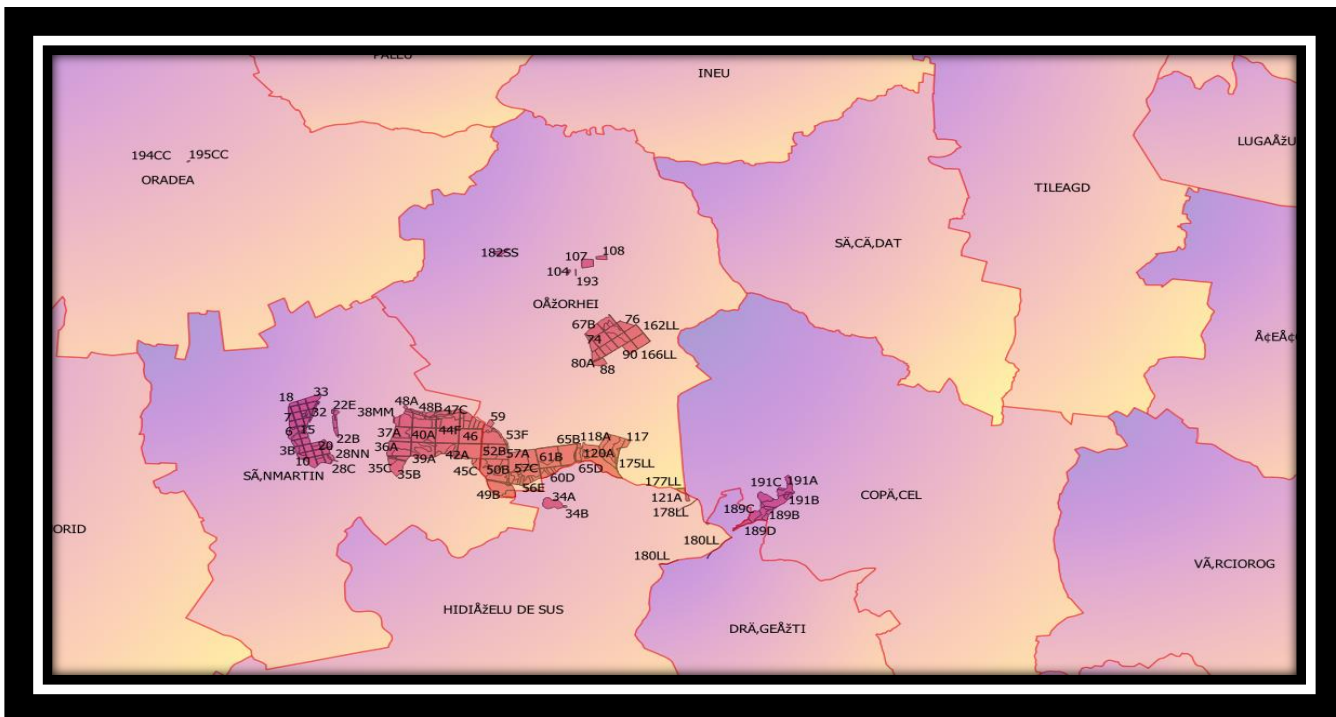 PALEU
INEU
LUGAÅžU
194CC
195CC
ORADEA
TILEAGD
SÄ,CÄ,DAT
182SS
107
108
104
193
OÅžORHEI
67B
76
162LL
74
90
166LL
80A
88
Å¢EÅ¢
18
33
7
32
22E
38MM
48A
48B
47C
59
6
15
37A
40A
44F
46
53F
22B
20
3B
28NN
10
28C
36A
39A
42A
52B
57A
65B
118A
117
61B
120A
35C
35B
45C
50B
57C
60D
65D
175LL
SÃ,NMARTIN
49B
56E
34A
34B
177LL
121A
178LL
191C
191A
191B
189C
189B
189D
COPÄ,CEL
ORID
180LL
180LL
VÃ,RCIOROG
HIDIÅžELU DE SUS
DRÄ,GEÅžTI